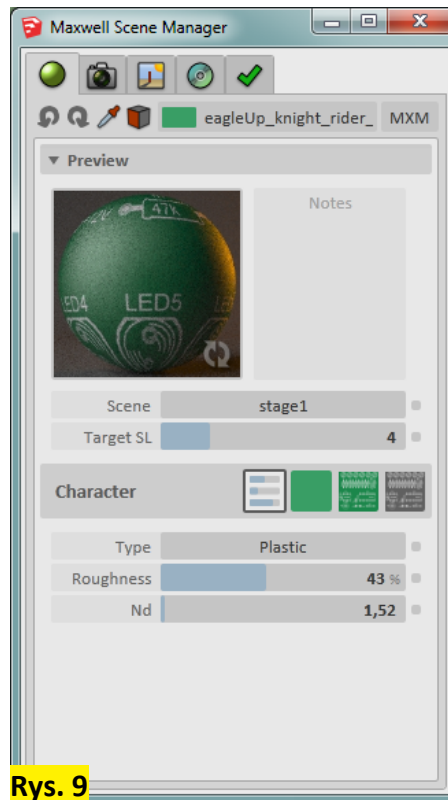 Maxwell Scene Manager
eagleUp_knight_rider_ MXM
Preview
47K
LED4 LED5
Notes
Scene stage1
Target SL 4
Character
Type Plastic
Roughness 43 %
Nd 1,52
Rys. 9